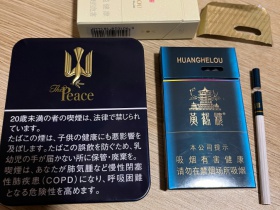 The
Peace
20歳未満の者の喫煙は、法律で禁じられ
ています。
たばこの煙は、子供の健康にも悪影響を
及ぼします。たばこの誤飲を防ぐため、乳
幼児の手が届かない所に保管・廃棄を。
喫煙は、あなたが肺気腫など慢性閉塞
性肺疾患(COPD)になり、呼吸困難
となる危険性を高めます。
HUANGHELOU
黄鹤楼
本公司提示
吸烟有害健康
请勿在禁烟场所吸烟